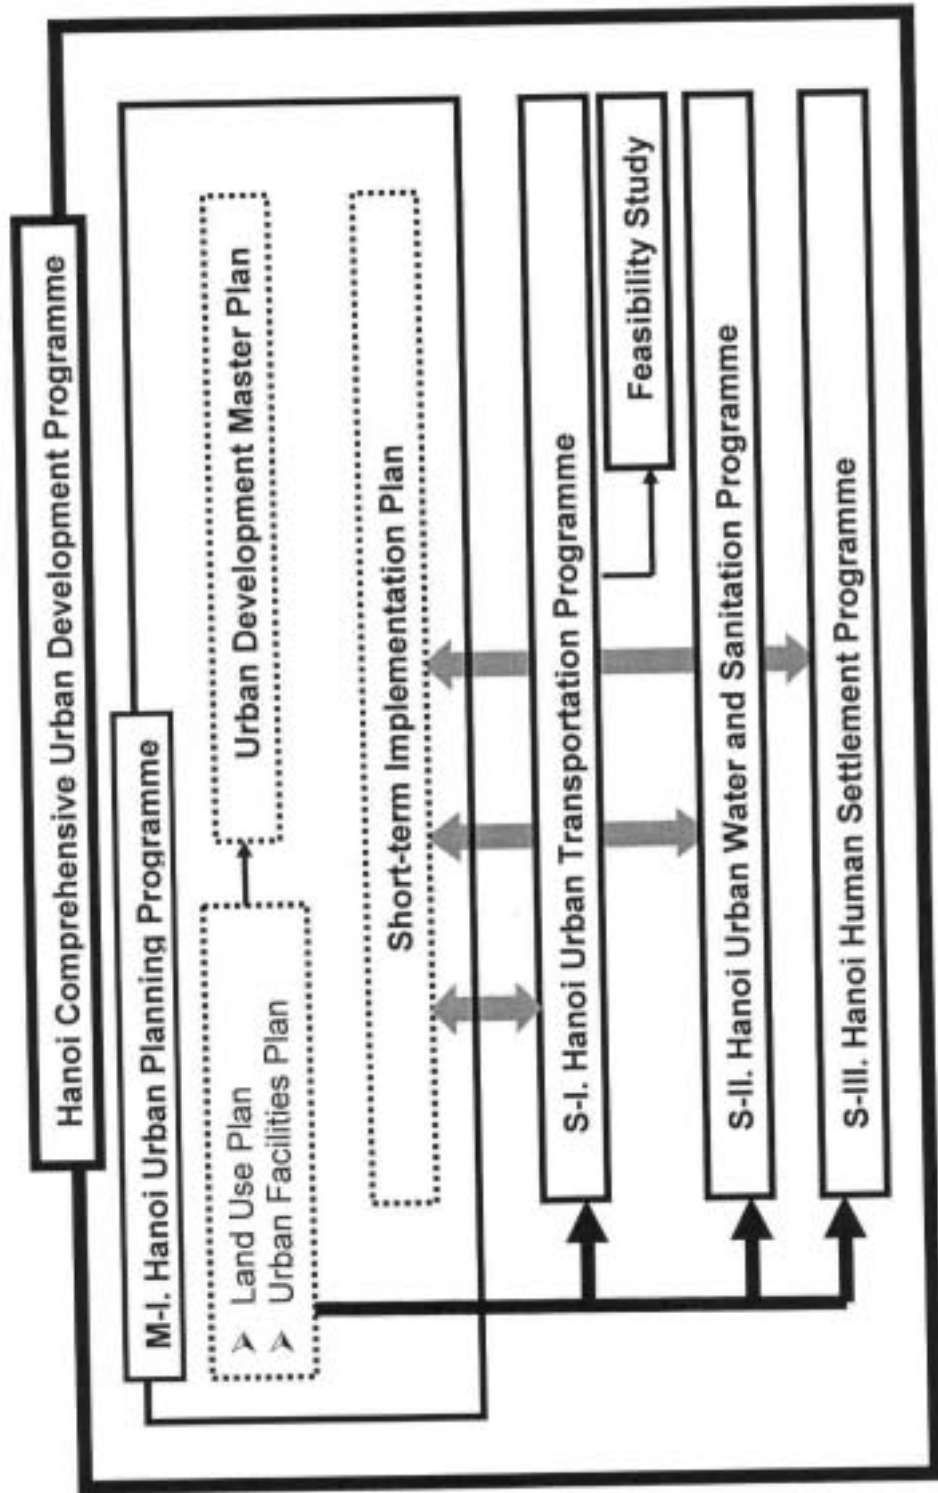 Hanoi Comprehensive Urban Development Programme
M-I. Hanoi Urban Planning Programme
➢ Land Use Plan
➢ Urban Facilities Plan
Urban Development Master Plan
Short-term Implementation Plan
S-I. Hanoi Urban Transportation Programme
Feasibility Study
S-II. Hanoi Urban Water and Sanitation Programme
S-III. Hanoi Human Settlement Programme